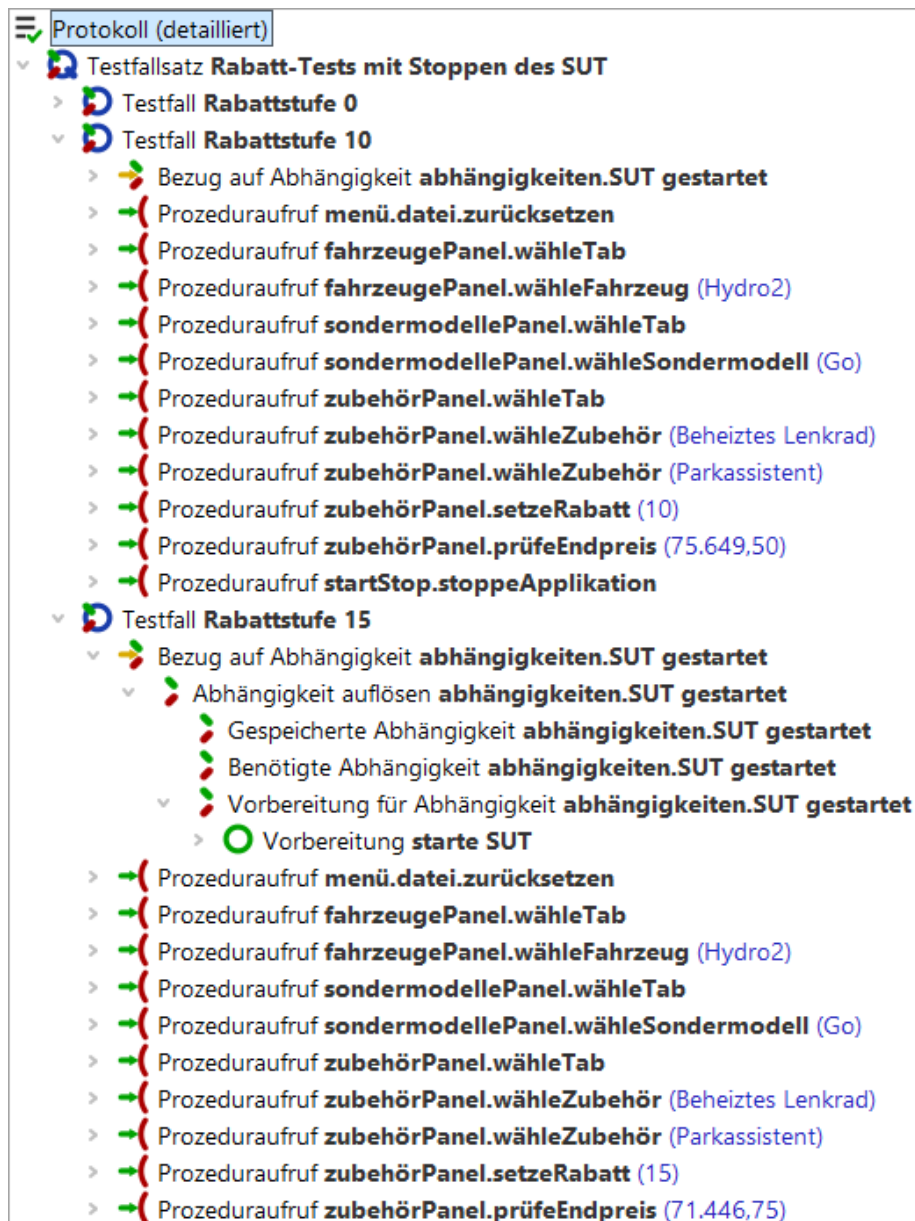 Protokoll (detailliert)
Testfallsatz Rabatt-Tests mit Stoppen des SUT
Testfall Rabattstufe 0
Testfall Rabattstufe 10
Bezug auf Abhängigkeit abhängigkeiten.SUT gestartet
Prozeduraufruf menü.datei.zurücksetzen
Prozeduraufruf fahrzeugePanel.wähleTab
Prozeduraufruf fahrzeugePanel.wähleFahrzeug (Hydro2)
Prozeduraufruf sondermodellePanel.wähleTab
Prozeduraufruf sondermodellePanel.wähleSondermodell (Go)
Prozeduraufruf zubehörPanel.wähleTab
Prozeduraufruf zubehörPanel.wähleZubehör (Beheiztes Lenkrad)
Prozeduraufruf zubehörPanel.wähleZubehör (Parkassistent)
Prozeduraufruf zubehörPanel.setzeRabatt (10)
Prozeduraufruf zubehörPanel.prüfeEndpreis (75.649,50)
Prozeduraufruf startStop.stoppeApplikation
Testfall Rabattstufe 15
Bezug auf Abhängigkeit abhängigkeiten.SUT gestartet
Abhängigkeit auflösen abhängigkeiten.SUT gestartet
Gespeicherte Abhängigkeit abhängigkeiten.SUT gestartet
Benötigte Abhängigkeit abhängigkeiten.SUT gestartet
Vorbereitung für Abhängigkeit abhängigkeiten.SUT gestartet
Vorbereitung starte SUT
Prozeduraufruf menü.datei.zurücksetzen
Prozeduraufruf fahrzeugePanel.wähleTab
Prozeduraufruf fahrzeugePanel.wähleFahrzeug (Hydro2)
Prozeduraufruf sondermodellePanel.wähleTab
Prozeduraufruf sondermodellePanel.wähleSondermodell (Go)
Prozeduraufruf zubehörPanel.wähleTab
Prozeduraufruf zubehörPanel.wähleZubehör (Beheiztes Lenkrad)
Prozeduraufruf zubehörPanel.wähleZubehör (Parkassistent)
Prozeduraufruf zubehörPanel.setzeRabatt (15)
Prozeduraufruf zubehörPanel.prüfeEndpreis (71.446,75)